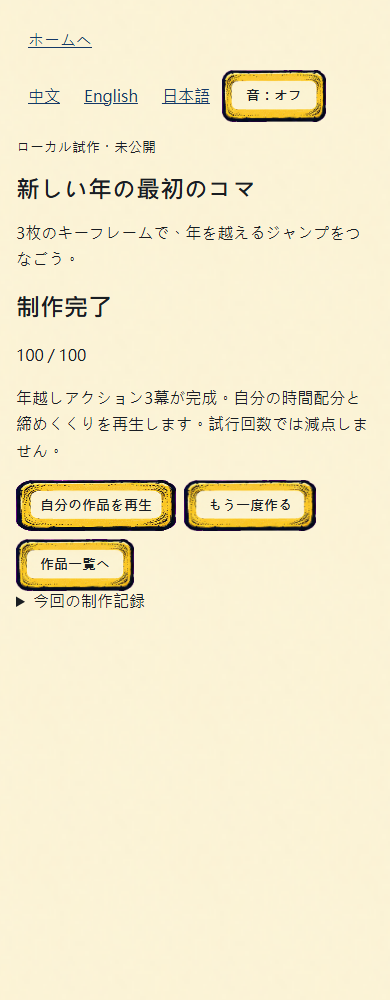 ホームへ
中文 English 日本語 音：オフ
ローカル試作・未公開
新しい年の最初のコマ
3枚のキーフレームで、年を越えるジャンプをつ
なごう。
制作完了
100 / 100
年越しアクション3幕が完成。自分の時間配分と
締めくくりを再生します。試行回数では減点しま
せん。
自分の作品を再生 もう一度作る
作品一覧へ
▶ 今回の制作記録